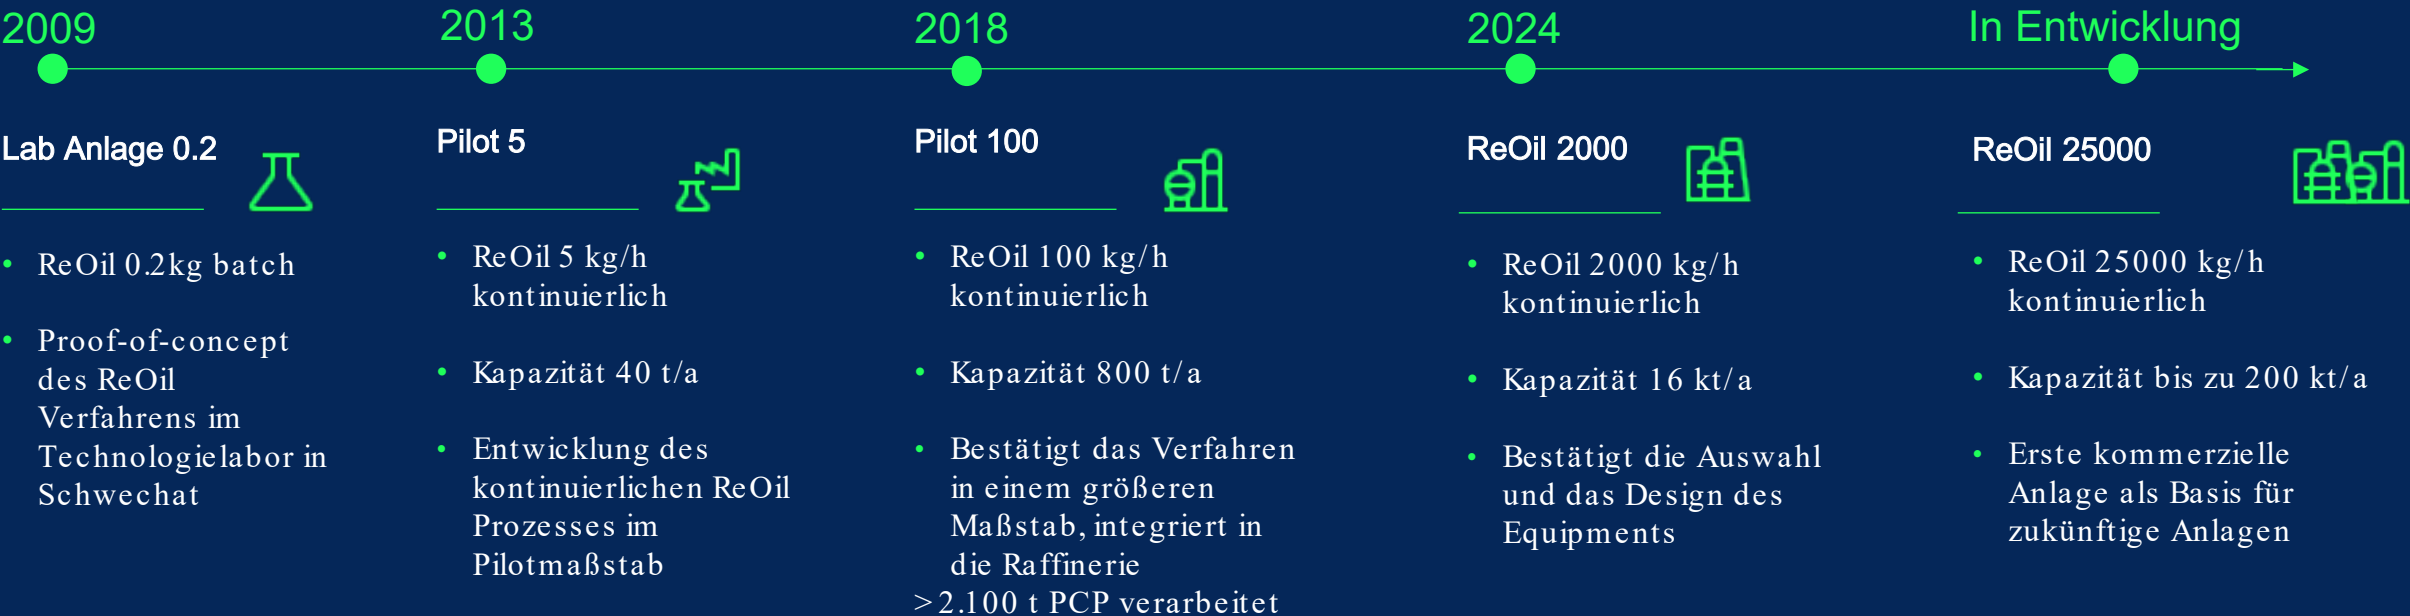 2009
2013
2018
2024
In Entwicklung
Lab Anlage 0.2
ReOil 0.2kg batch
Proof-of-concept
des ReOil
Verfahrens im
Technologielabor in
Schwechat
Pilot 5
ReOil 5 kg/h
kontinuierlich
Kapazität 40 t/a
Entwicklung des
kontinuierlichen ReOil
Prozesses im
Pilotmaßstab
Pilot 100
ReOil 100 kg/h
kontinuierlich
Kapazität 800 t/a
Bestätigt das Verfahren
in einem größeren
Maßstab, integriert in
die Raffinerie
>2.100 t PCP verarbeitet
ReOil 2000
ReOil 2000 kg/h
kontinuierlich
Kapazität 16 kt/a
Bestätigt die Auswahl
und das Design des
Equipments
ReOil 25000
ReOil 25000 kg/h
kontinuierlich
Kapazität bis zu 200 kt/a
Erste kommerzielle
Anlage als Basis für
zukünftige Anlagen